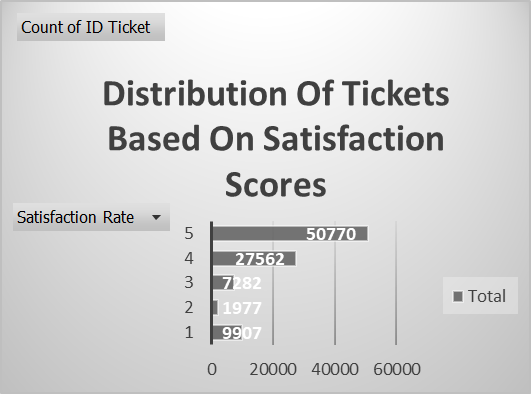 Count of ID Ticket
Distribution Of Tickets
Based On Satisfaction
Scores
Satisfaction Rate
5 50770
4 27562
3 7282
2 1977
1 9907
Total
0 20000 40000 60000